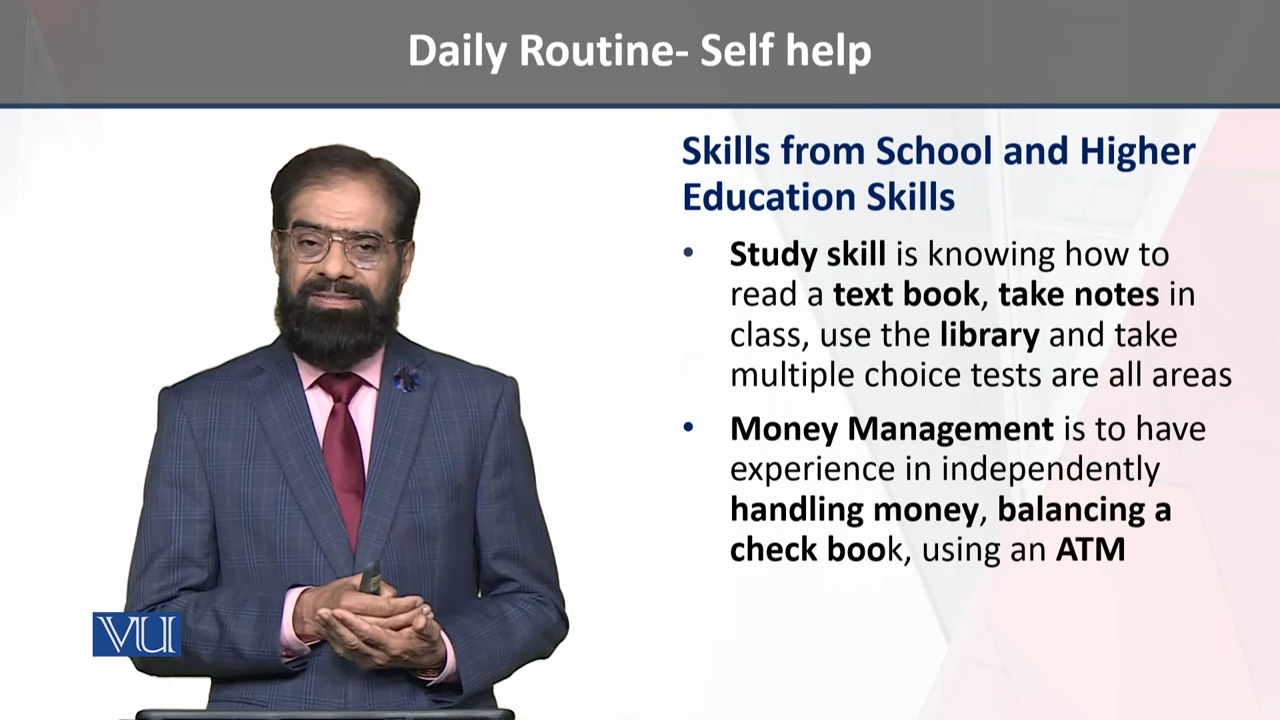 Daily Routine- Self help
Skills from School and Higher
Education Skills
• Study skill is knowing how to
read a text book, take notes in
class, use the library and take
multiple choice tests are all areas
• Money Management is to have
experience in independently
handling money, balancing a
check book, using an ATM
VU